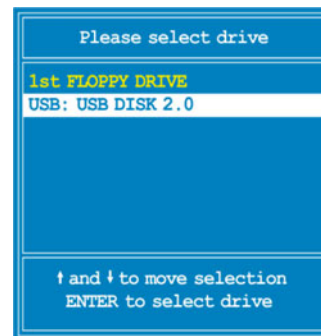 Please select drive
1st FLOPPY DRIVE
USB: USB DISK 2.0
↑ and ↓ to move selection
ENTER to select drive